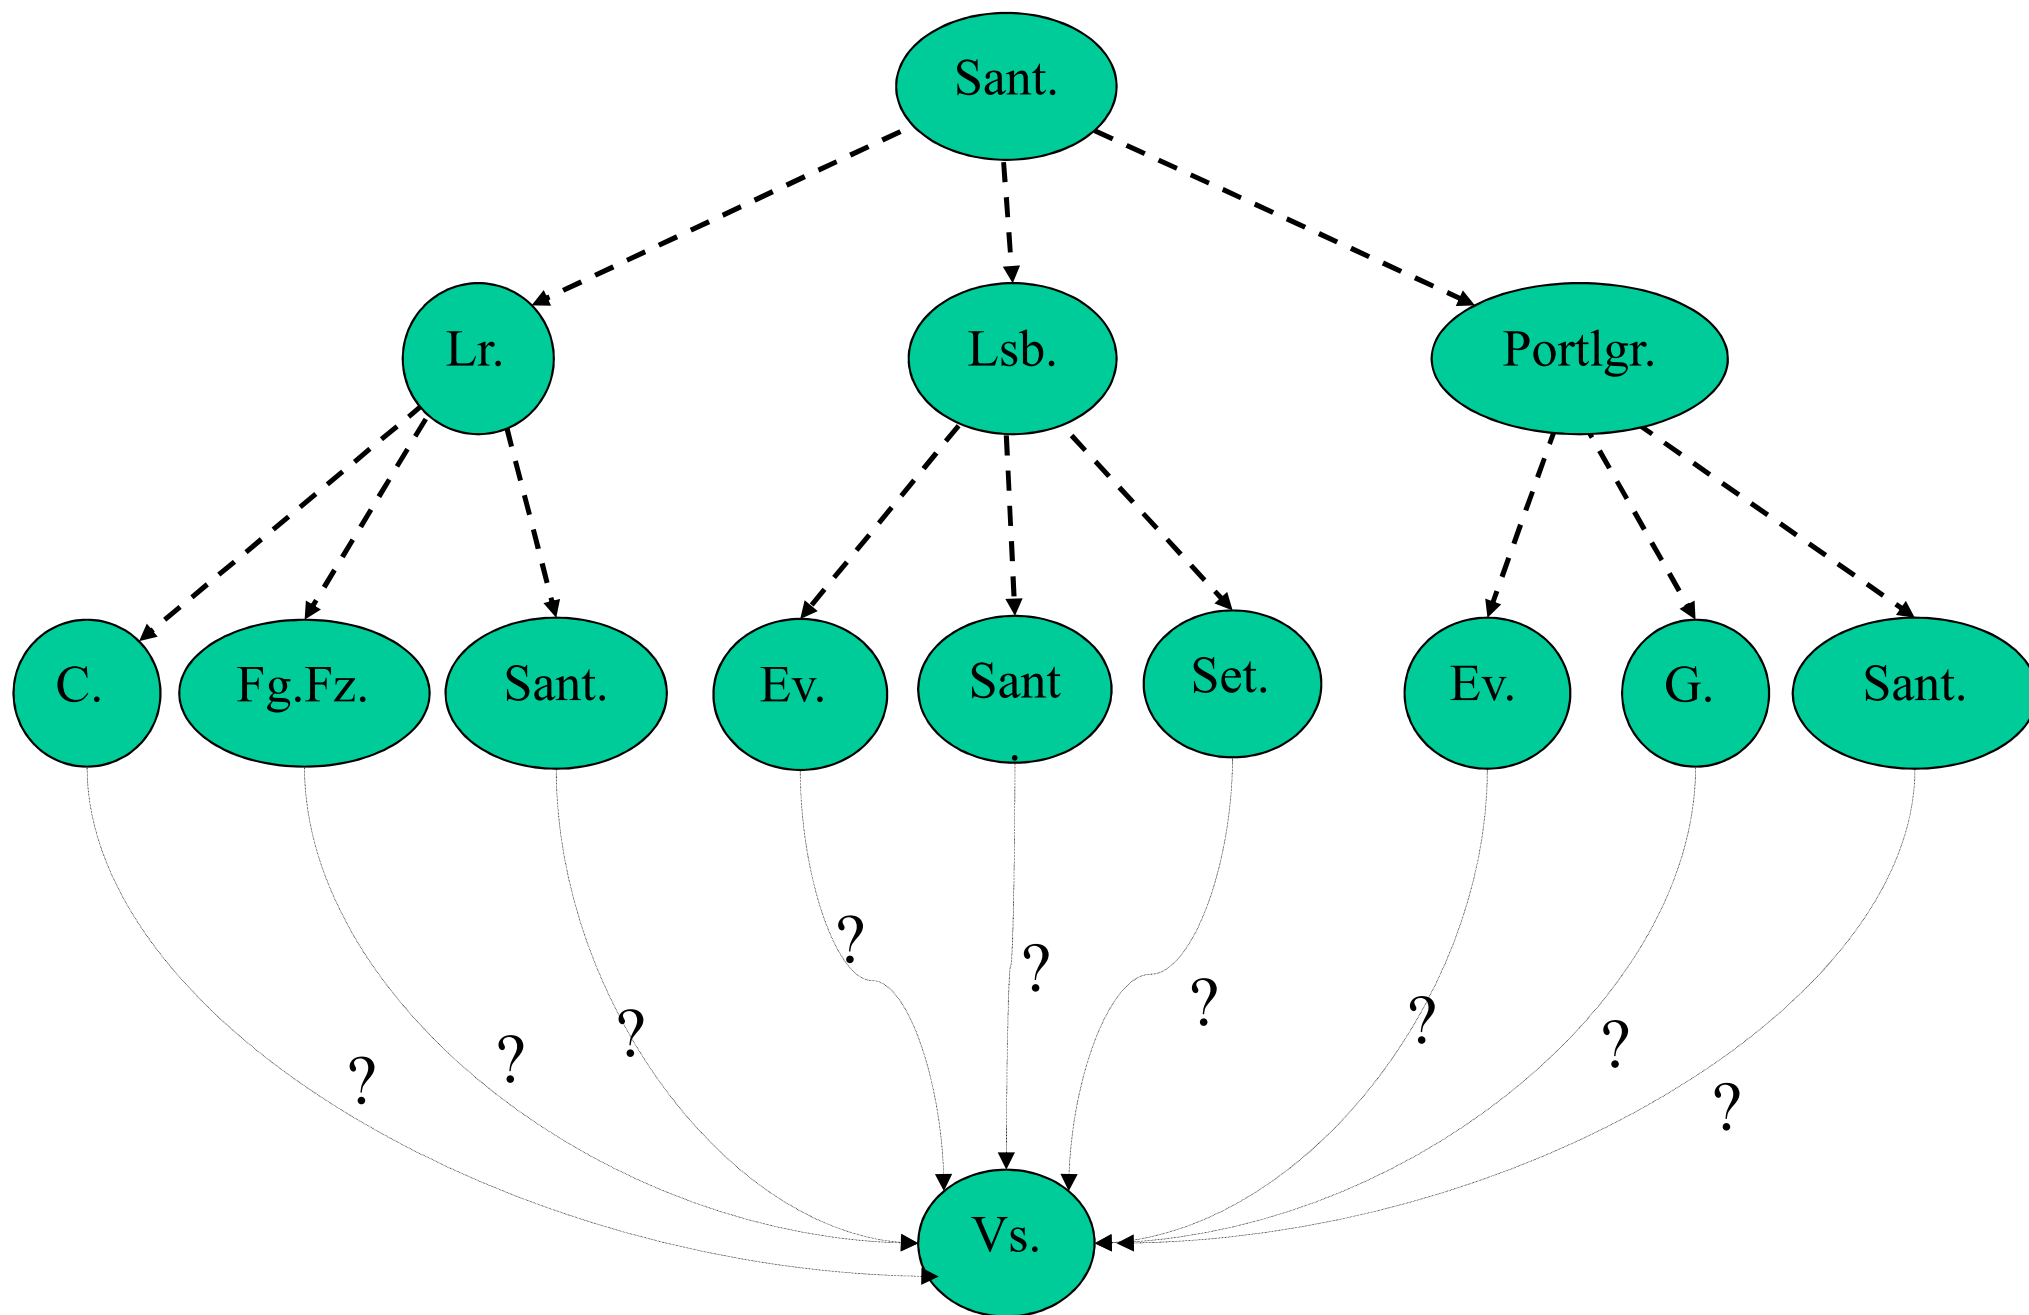 Sant.
Lr.
Lsb.
Portlgr.
C.
Fg.Fz.
Sant.
Ev.
Sant
.
Set.
Ev.
G.
Sant.
?
?
?
?
?
?
?
?
?
Vs.